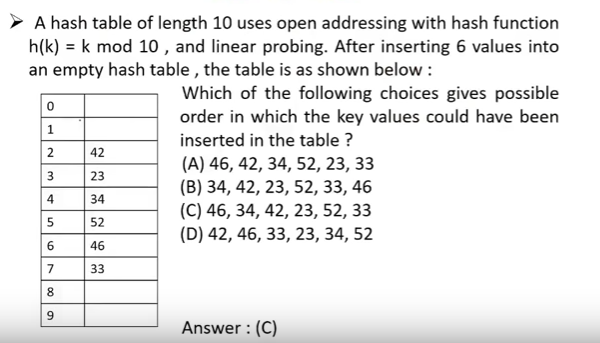 ➢ A hash table of length 10 uses open addressing with hash function
h(k) = k mod 10 , and linear probing. After inserting 6 values into
an empty hash table , the table is as shown below :
Which of the following choices gives possible
order in which the key values could have been
inserted in the table ?
(A) 46, 42, 34, 52, 23, 33
(B) 34, 42, 23, 52, 33, 46
(C) 46, 34, 42, 23, 52, 33
(D) 42, 46, 33, 23, 34, 52
0
1
2 42
3 23
4 34
5 52
6 46
7 33
8
9
Answer : (C)